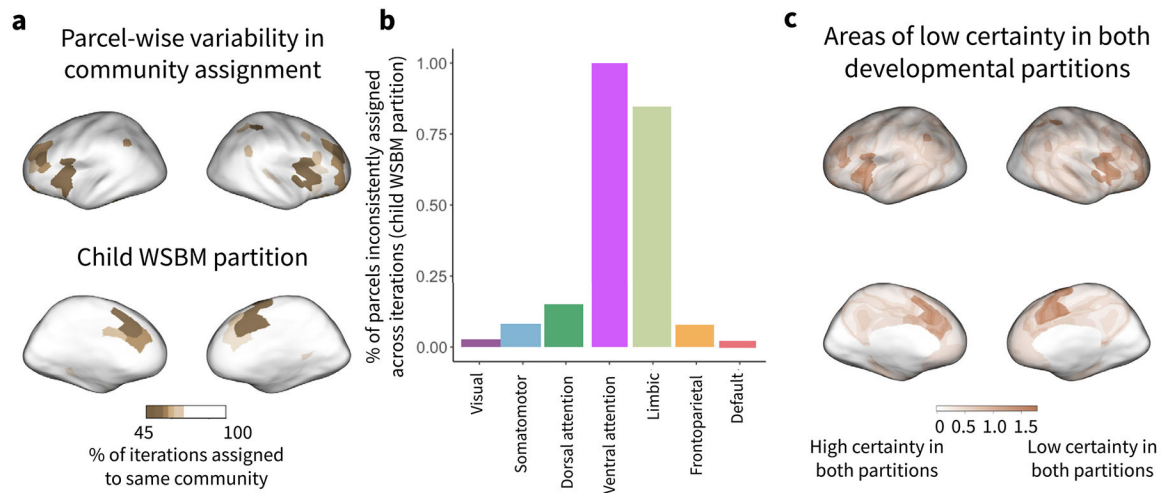 a
Parcel-wise variability in
community assignment
Child WSBM partition
45 100
% of iterations assigned
to same community
b
% of parcels inconsistently assigned
across iterations (child WSBM partition)
1.00
0.75
0.50
0.25
0.00
Visual
Somatomotor
Dorsal attention
Ventral attention
Limbic
Frontoparietal
Default
c
Areas of low certainty in both
developmental partitions
0 0.5 1.0 1.5
High certainty in
both partitions
Low certainty in
both partitions